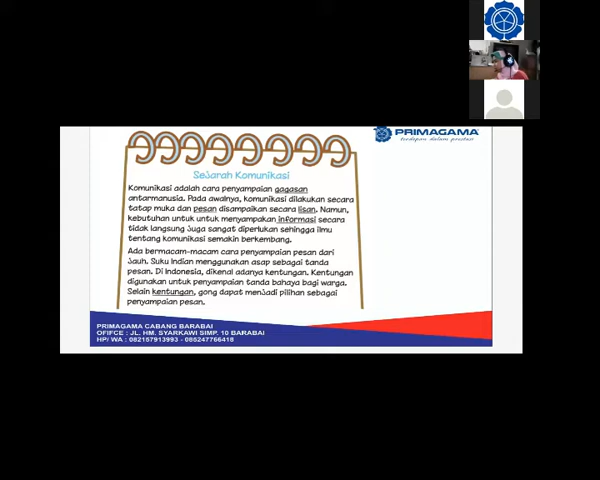 PRIMAGAMA
terdepan dalam prestasi
Sejarah Komunikasi
Komunikasi adalah cara penyampaian gagasan
antarmanusia. Pada awalnya, komunikasi dilakukan secara
tatap muka dan pesan disampaikan secara lisan. Namun,
kebutuhan untuk untuk menyampakan informasi secara
tidak langsung juga sangat diperlukan sehingga ilmu
tentang komunikasi semakin berkembang.
Ada bermacam-macam cara penyampaian pesan dari
jauh. Suku Indian menggunakan asap sebagai tanda
pesan. Di Indonesia, dikenal adanya kentungan. Kentungan
digunakan untuk penyampaian tanda bahaya bagi warga.
Selain kentungan, gong dapat menjadi pilihan sebagai
penyampaian pesan.
PRIMAGAMA CABANG BARABAI
OFIFCE : JL. HM. SYARKAWI SIMP. 10 BARABAI
HP/ WA : 082157913993 - 085247766418